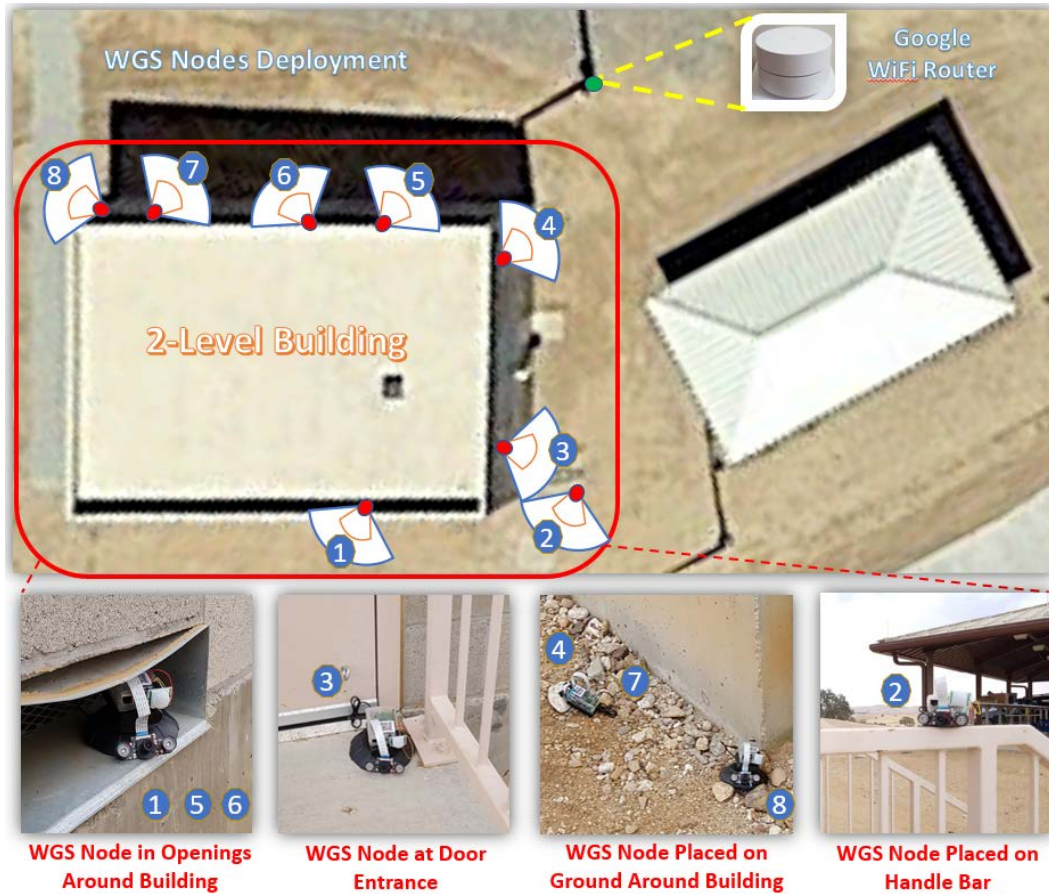 WGS Nodes Deployment
Google
WiFi Router
8
7
6
5
4
2-Level Building
3
1
2
3
4
7
2
1 5 6
8
WGS Node in Openings
Around Building
WGS Node at Door
Entrance
WGS Node Placed on
Ground Around Building
WGS Node Placed on
Handle Bar